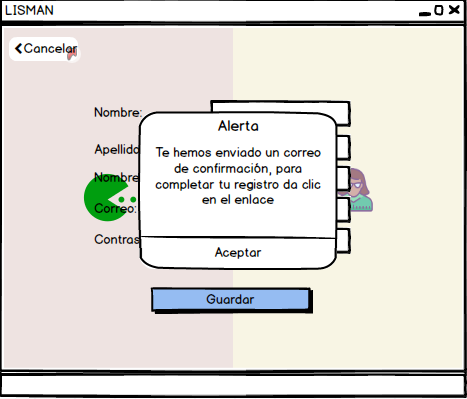 LISMAN
Cancelar
Nombre:
Alerta
Te hemos enviado un correo
de confirmación, para
completar tu registro da clic
en el enlace
Apellido
Nombre
Correo:
Contras
Aceptar
Guardar